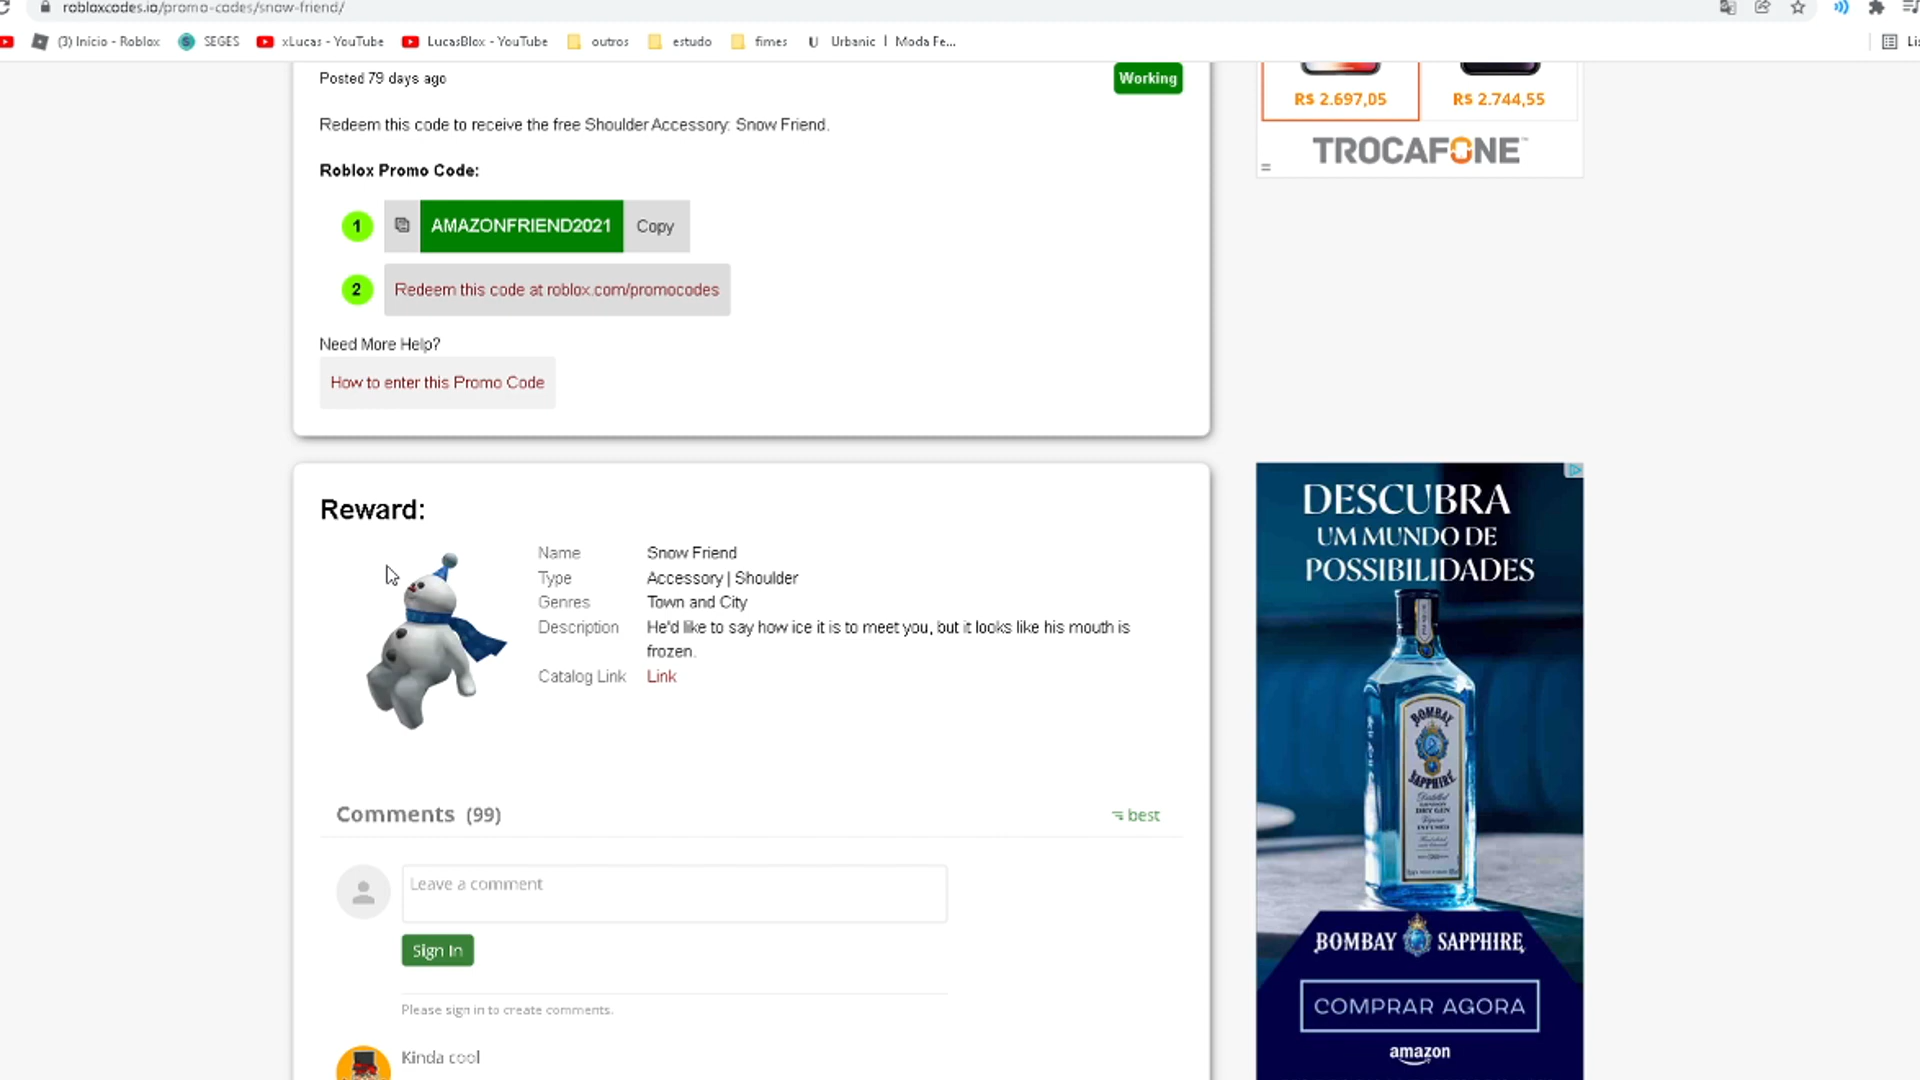 robloxcodes.io/promo-codes/snow-friend/
(3) Início - Roblox
SEGES
xLucas - YouTube
LucasBlox - YouTube
outros
estudo
fimes
Urbanic | Moda Fe...
Lis
Posted 79 days ago
Working
Redeem this code to receive the free Shoulder Accessory: Snow Friend.
Roblox Promo Code:
1
AMAZONFRIEND2021
Copy
2
Redeem this code at roblox.com/promocodes
Need More Help?
How to enter this Promo Code
R$ 2.697,05
R$ 2.744,55
TROCAFONE
Reward:
Name Snow Friend
Type Accessory | Shoulder
Genres Town and City
Description He'd like to say how ice it is to meet you, but it looks like his mouth is
frozen.
Catalog Link Link
Comments (99)
best
Leave a comment
Sign In
Please sign in to create comments.
Kinda cool
DESCUBRA
UM MUNDO DE
POSSIBILIDADES
BOMBAY
SAPPHIRE
BOMBAY SAPPHIRE
COMPRAR AGORA
amazon